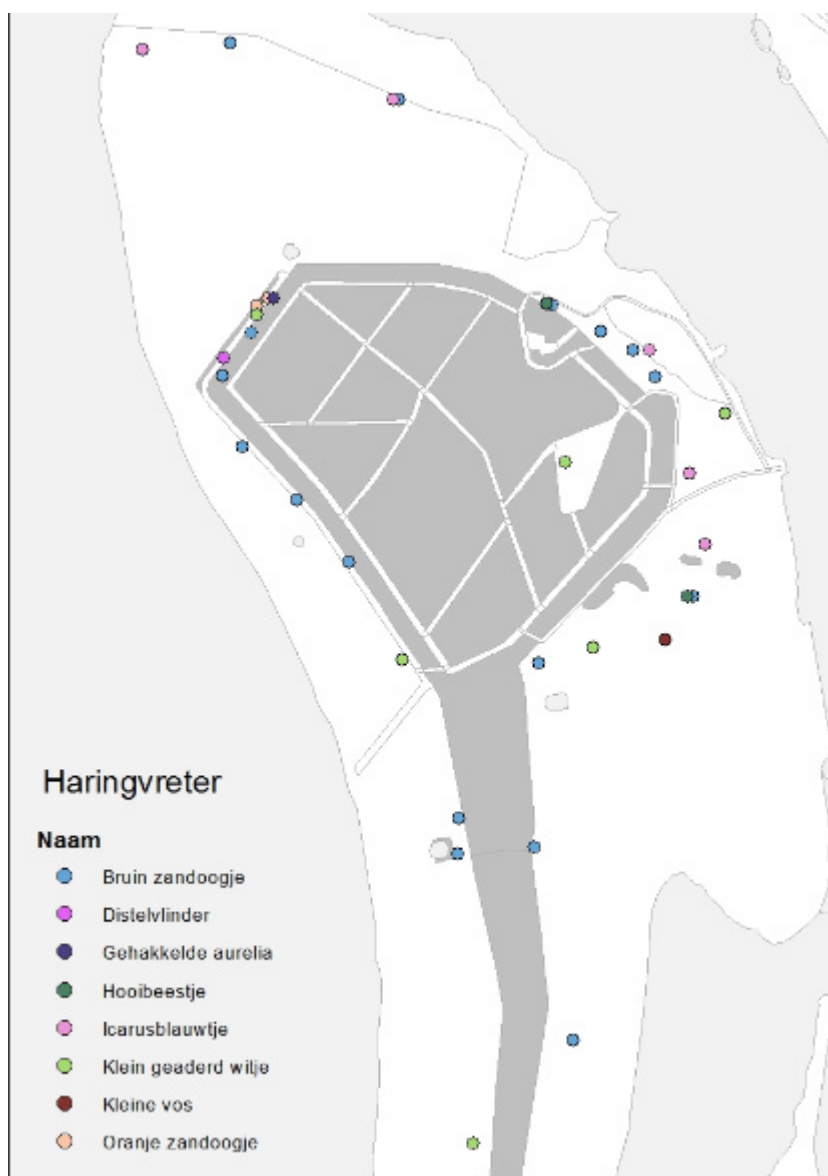 Haringvreter
Naam
Bruin zandoogje
Distelvlinder
Gehakkelde aurelia
Hooibeestje
Icarusblauwtje
Klein geaderd witje
Kleine vos
Oranje zandoogje